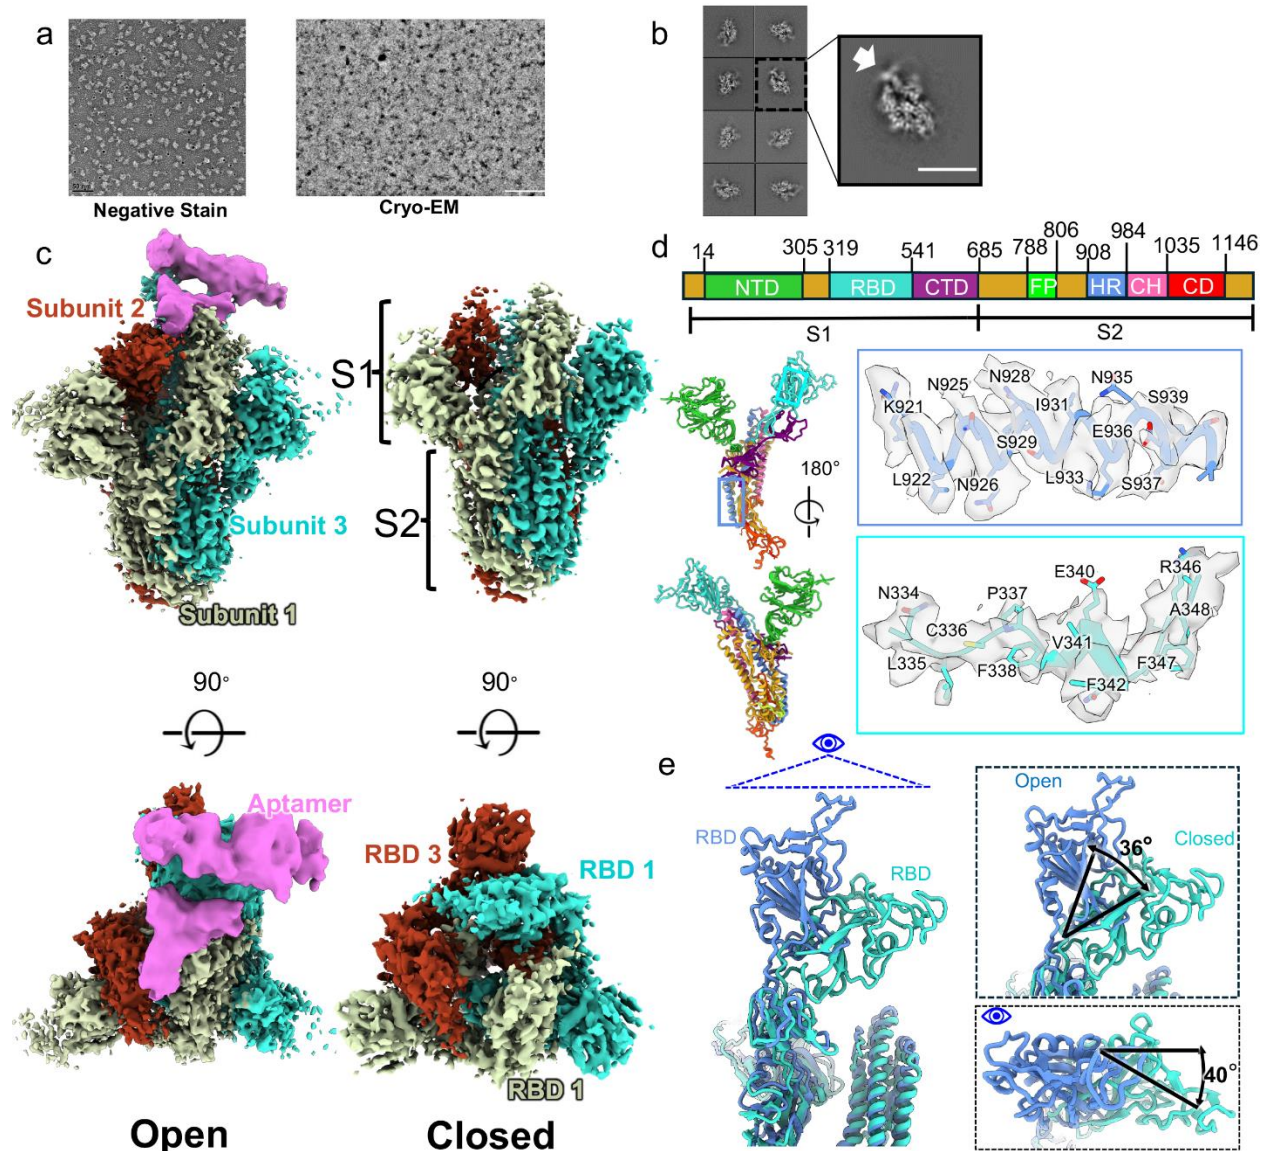 a
50 nm
Negative Stain
Cryo-EM
b
c
Subunit 2
Subunit 3
Subunit 1
S1
S2
90°
90°
Aptamer
RBD 3
RBD 1
RBD 1
Open
Closed
d
14
305
319
541
685
788
806
908
984
1035
1146
NTD
RBD
CTD
FP
HR
CH
CD
S1
S2
180°
K921
N925
N928
I931
N935
S939
S929
E936
L922
N926
L933
S937
N334
P337
E340
R346
C336
V341
A348
L335
F338
F342
F347
e
RBD
RBD
Open
Closed
36°
40°